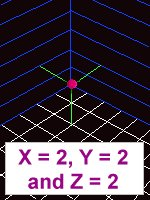 X = 2, Y = 2
and Z = 2